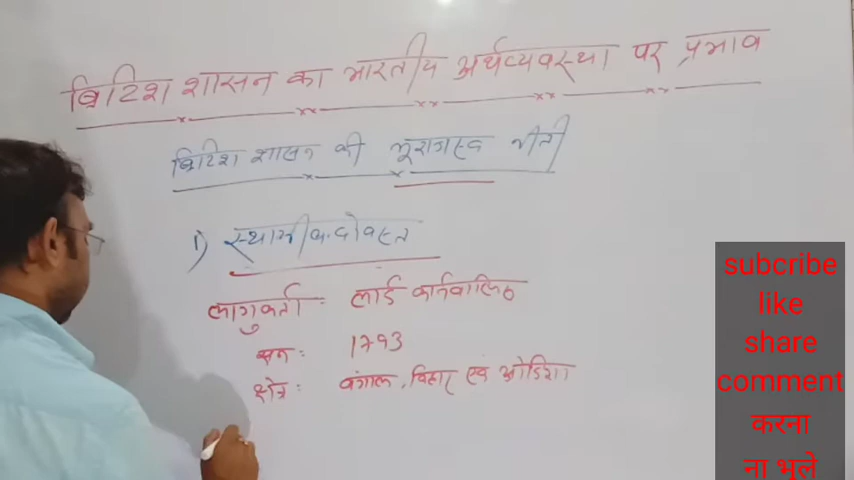 ब्रिटिश शासन का भारतीय अर्थव्यवस्था पर प्रभाव
ब्रिटिश शासन की भूराजस्व नीती
1) स्थायी बन्दोबस्त
लागुकर्ता : लार्ड कार्नवालिस
सन : 1793
क्षेत्र : बंगाल, बिहार एवं ओडिशा
subcribe
like
share
comment
करना
ना भूले